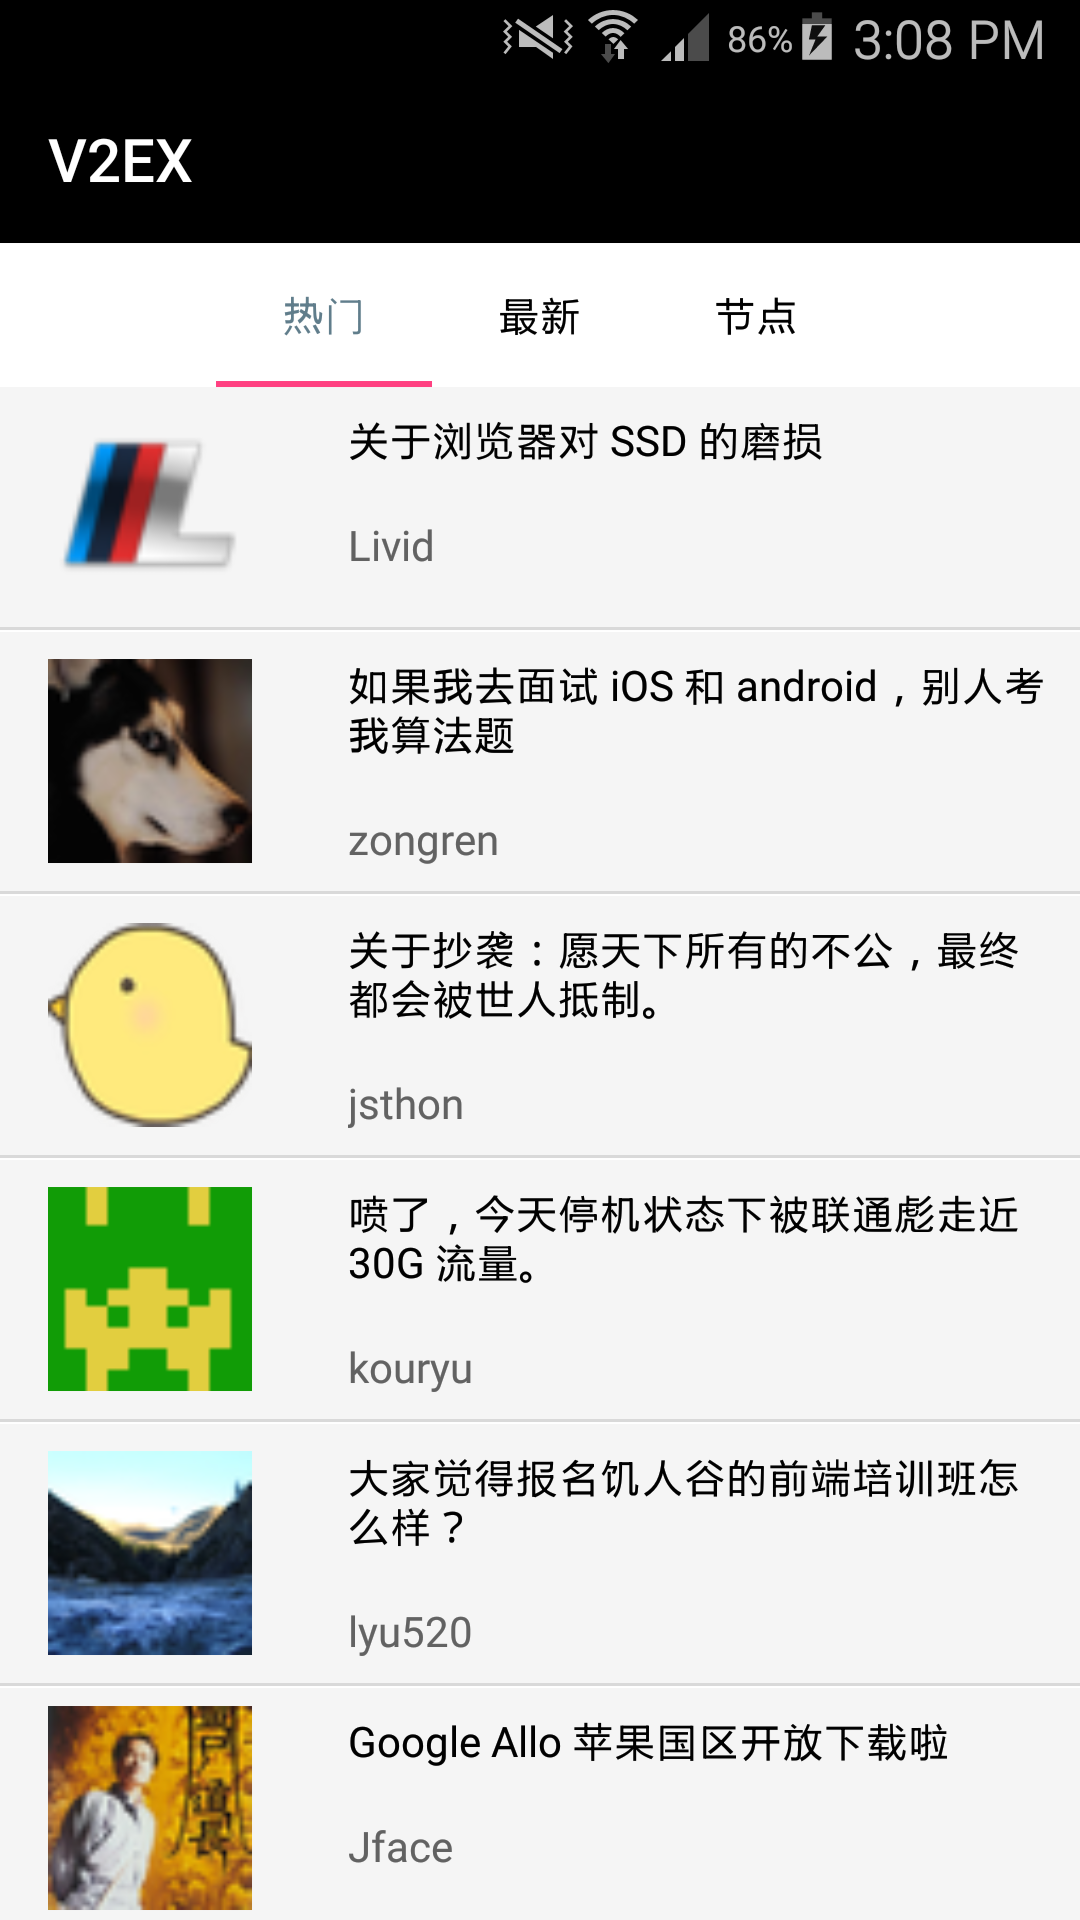 86% 3:08 PM
V2EX
热门 最新 节点
关于浏览器对 SSD 的磨损
Livid
如果我去面试 iOS 和 android，别人考
我算法题
zongren
关于抄袭：愿天下所有的不公，最终
都会被世人抵制。
jsthon
喷了，今天停机状态下被联通彪走近
30G 流量。
kouryu
大家觉得报名饥人谷的前端培训班怎
么样？
lyu520
Google Allo 苹果国区开放下载啦
Jface